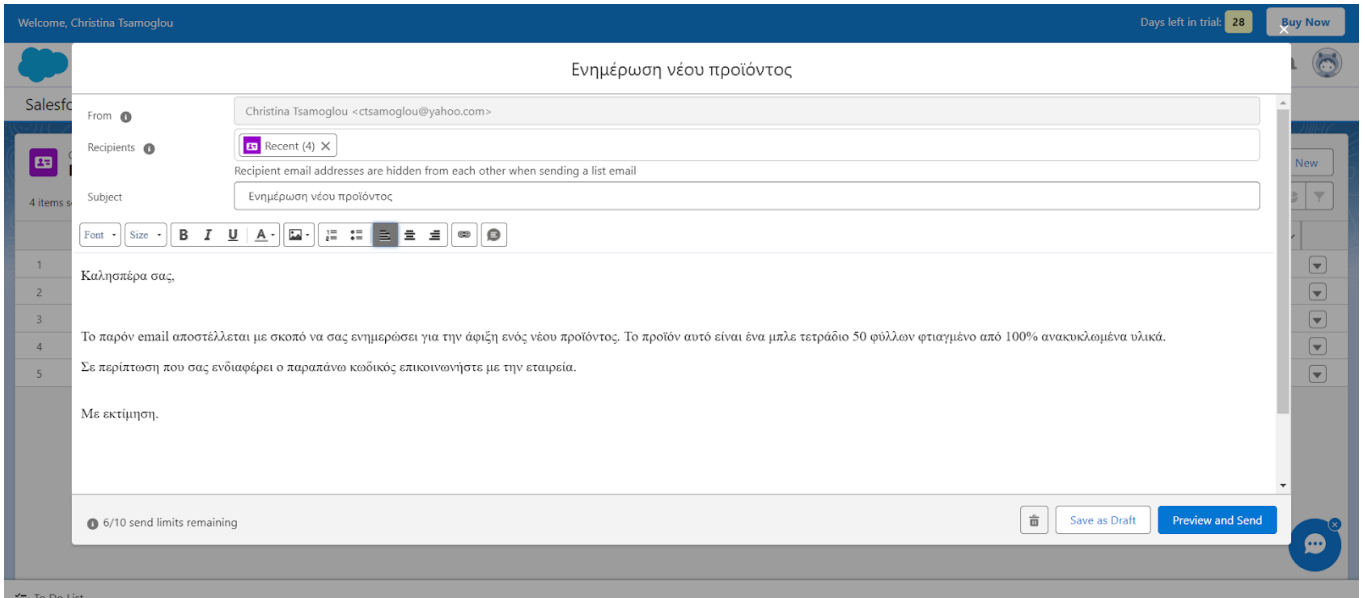 Welcome, Christina Tsamoglou
Days left in trial: 28
Buy Now
Ενημέρωση νέου προϊόντος
Salesfo
From
Christina Tsamoglou <ctsamoglou@yahoo.com>
Recipients
Recent (4)
New
Recipient email addresses are hidden from each other when sending a list email
4 items s
Subject
Ενημέρωση νέου προϊόντος
Font
Size
B I U A
1
Καλησπέρα σας,
2
3
Το παρόν email αποστέλλεται με σκοπό να σας ενημερώσει για την άφιξη ενός νέου προϊόντος. Το προϊόν αυτό είναι ένα μπλε τετράδιο 50 φύλλων φτιαγμένο από 100% ανακυκλωμένα υλικά.
4
Σε περίπτωση που σας ενδιαφέρει ο παραπάνω κωδικός επικοινωνήστε με την εταιρεία.
5
Με εκτίμηση.
6/10 send limits remaining
Save as Draft
Preview and Send
To Do List